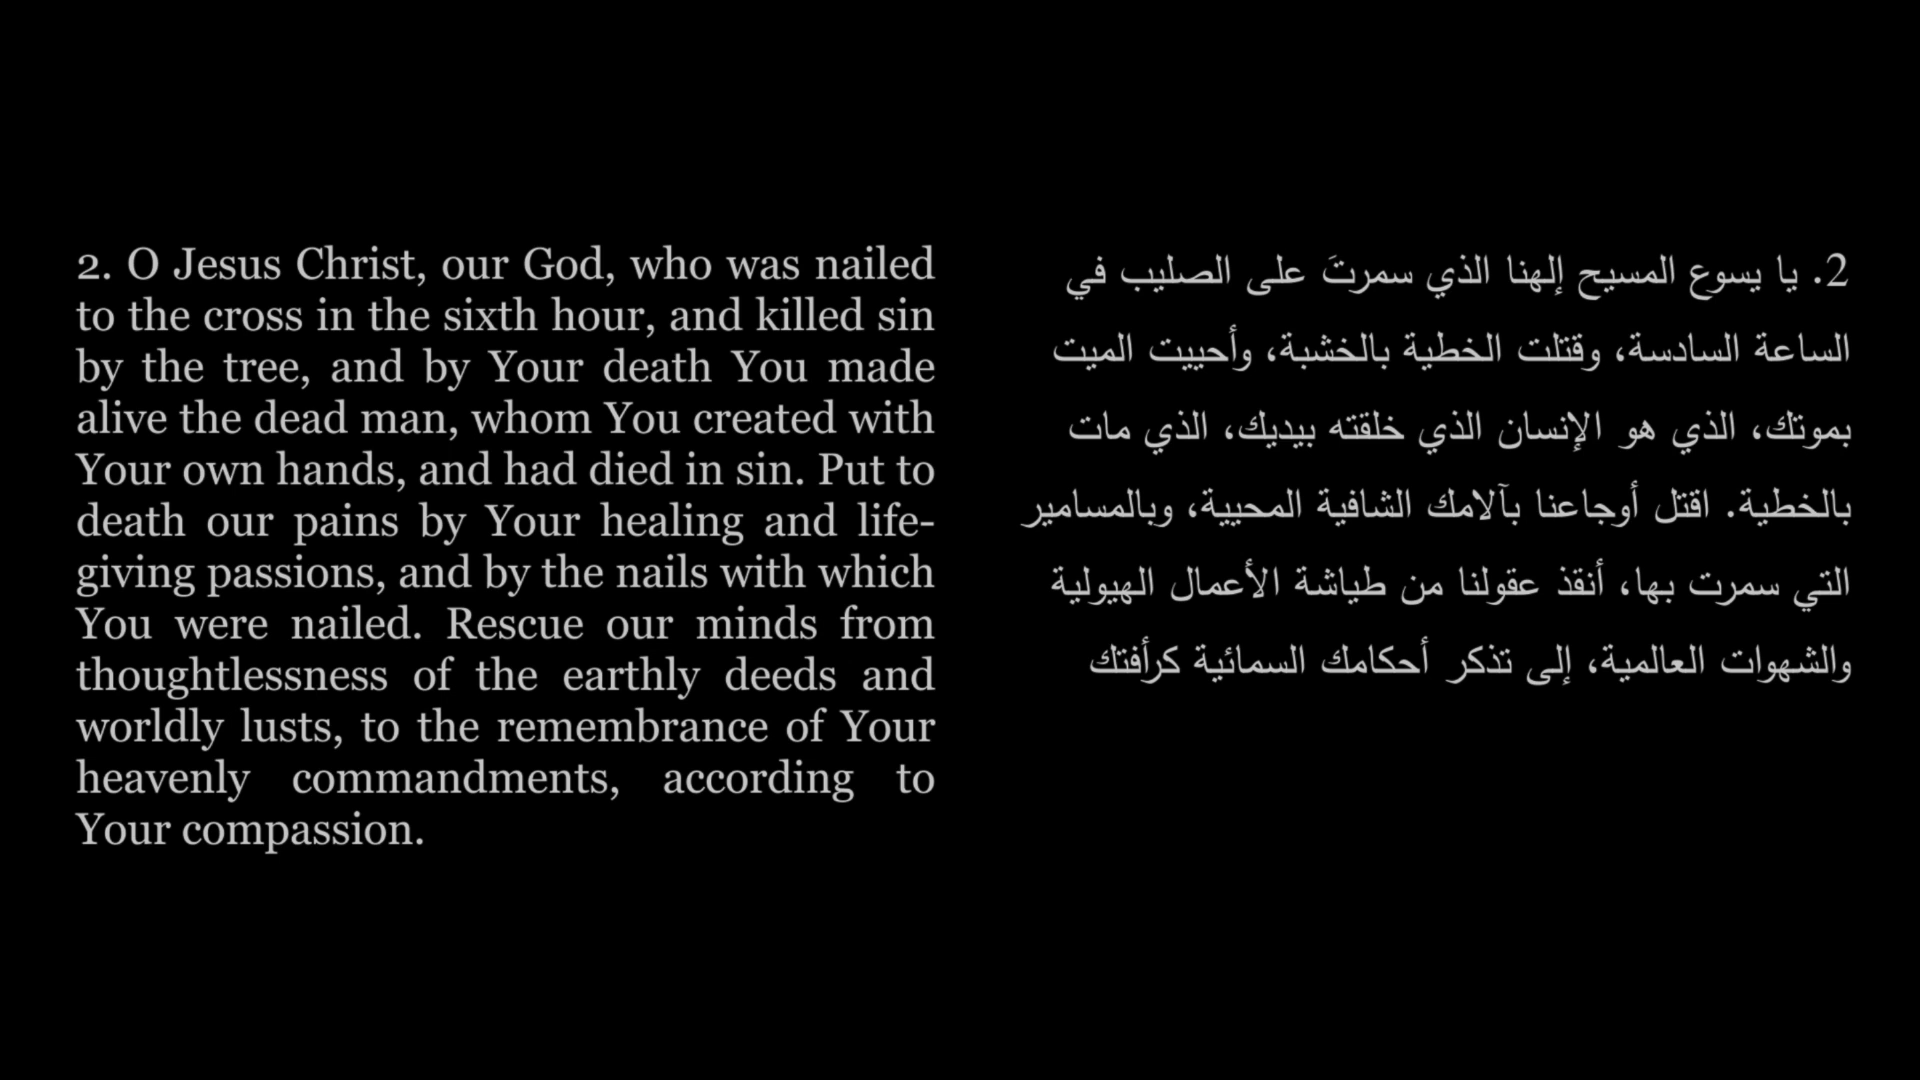 2. O Jesus Christ, our God, who was nailed
to the cross in the sixth hour, and killed sin
by the tree, and by Your death You made
alive the dead man, whom You created with
Your own hands, and had died in sin. Put to
death our pains by Your healing and life-
giving passions, and by the nails with which
You were nailed. Rescue our minds from
thoughtlessness of the earthly deeds and
worldly lusts, to the remembrance of Your
heavenly commandments, according to
Your compassion.
2. يا يسوع المسيح إلهنا الذي سمرتَ على الصليب في
الساعة السادسة، وقتلت الخطية بالخشبة، وأحييت الميت
بموتك، الذي هو الإنسان الذي خلقته بيديك، الذي مات
بالخطية. اقتل أوجاعنا بآلامك الشافية المحيية، وبالمسامير
التي سمرت بها، أنقذ عقولنا من طياشة الأعمال الهيولية
والشهوات العالمية، إلى تذكر أحكامك السمائية كرأفتك